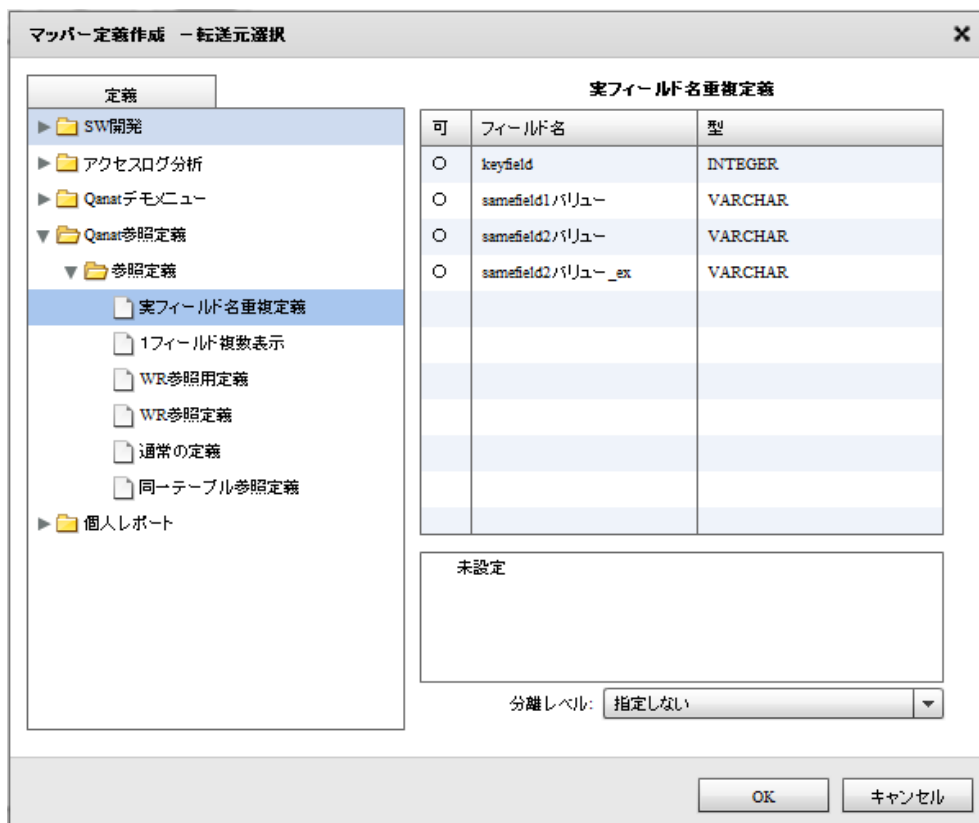 マッパー定義作成 －転送元選択
定義
SW開発
アクセスログ分析
Qanatデモメニュー
Qanat参照定義
参照定義
実フィールド名重複定義
1フィールド複数表示
WR参照用定義
WR参照定義
通常の定義
同一テーブル参照定義
個人レポート
実フィールド名重複定義
可 フィールド名 型
○ keyfield INTEGER
○ samefield1バリュー VARCHAR
○ samefield2バリュー VARCHAR
○ samefield2バリュー_ex VARCHAR
未設定
分離レベル: 指定しない
OK キャンセル